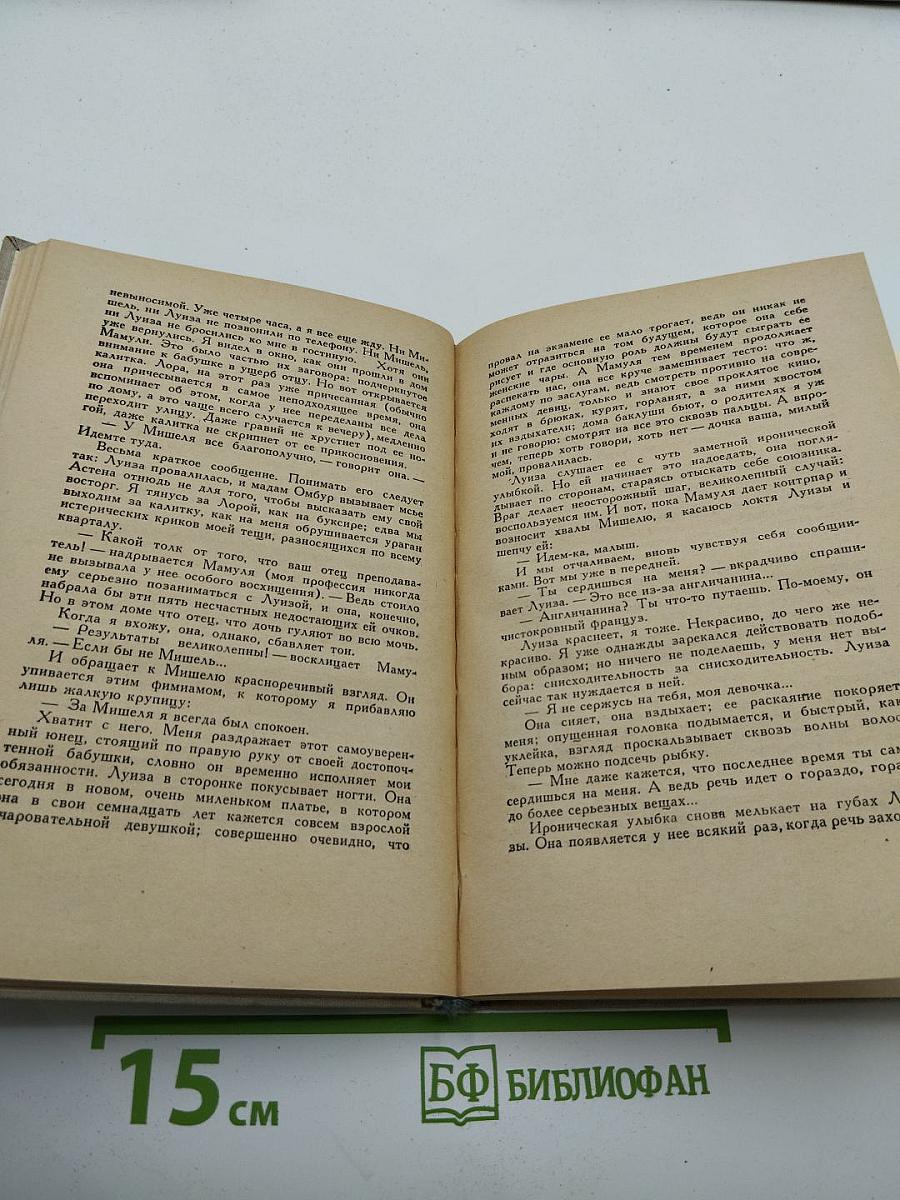 невыносимой. Уже четыре часа, а я все еще жду. Ни Ми-
шель, ни Луиза не позвонили по телефону. Ни Мишель,
ни Луиза не бросились ко мне в гостиную. Хотя они
уже вернулись. Я видел в окно, как они прошли в дом
Мамули. Это было частью их заговора: подчеркнутое
внимание к бабушке в ущерб отцу. Но вот открывается
калитка. Лора, на этот раз уже причесанная (обычно
она причесывается в самое неподходящее время, она
вспоминает об этом, когда у нее переделаны все дела
по дому, а это чаще всего случается к вечеру), медленно
переходит улицу. Даже гравий не хрустнет под ее но-
гой, даже калитка не скрипнет от ее прикосновения.
— У Мишеля все благополучно, — говорит она. —
Идемте туда.
Весьма краткое сообщение. Понимать его следует
так: Луиза провалилась, и мадам Омбур вызывает мсье
Астена отнюдь не для того, чтобы высказать ему свой
восторг. Я тянусь за Лорой, как на буксире; едва мы
выходим за калитку, как на меня обрушивается ураган
истерических криков моей тещи, разносящихся по всему
кварталу.
— Какой толк от того, что ваш отец преподава-
тель! — надрывается Мамуля (моя профессия никогда
не вызывала у нее особого восхищения). — Ведь стоило
ему серьезно позаниматься с Луизой, и она, конечно,
набрала бы эти пять несчастных недостающих ей очков.
Но в этом доме что отец, что дочь гуляют во всю мочь.
Когда я вхожу, она, однако, сбавляет тон.
— Результаты великолепны! — восклицает Маму-
ля. — Если бы не Мишель...
И обращает к Мишелю красноречивый взгляд. Он
упивается этим фимиамом, к которому я прибавляю
лишь жалкую крупицу:
— За Мишеля я всегда был спокоен.
Хватит с него. Меня раздражает этот самоуверен-
ный юнец, стоящий по правую руку от своей достопоч-
тенной бабушки, словно он временно исполняет мои
обязанности. Луиза в сторонке покусывает ногти. Она
сегодня в новом, очень миленьком платье, в котором
она в свои семнадцать лет кажется совсем взрослой
чаровательной девушкой; совершенно очевидно, что
провал на экзамене ее мало трогает, ведь он никак не
может отразиться на том будущем, которое она себе
рисует и где основную роль должны будут сыграть ее
женские чары. А Мамуля тем временем продолжает
распекать нас, она все круче замешивает тесто: что ж,
каждому по заслугам, ведь смотреть противно на совре-
менных девиц, только и знают свое проклятое кино,
ходят в брюках, курят, горланят, а за ними хвостом
их воздыхатели; дома баклуши бьют, о родителях я уж
и не говорю: смотрят на все это сквозь пальцы. А впро-
чем, теперь хоть говори, хоть нет — дочка ваша, милый
мой, провалилась.
Луиза слушает ее с чуть заметной иронической
улыбкой. Но ей начинает это надоедать, она погля-
дывает по сторонам, стараясь отыскать себе союзника.
Враг делает неосторожный шаг, великолепный случай:
воспользуемся им. И вот, пока Мамуля дает контрпар и
возносит хвалы Мишелю, я касаюсь локтя Луизы и
шепчу ей:
— Идем-ка, малыш.
И мы отчаливаем, вновь чувствуя себя сообщни-
ками. Вот мы уже в передней.
— Ты сердишься на меня? — вкрадчиво спраши-
вает Луиза. — Это все из-за англичанина...
— Англичанина? Ты что-то путаешь. По-моему, он
чистокровный француз.
Луиза краснеет, я тоже. Некрасиво, до чего же не-
красиво. Я уже однажды зарекался действовать подоб-
ным образом; но ничего не поделаешь, у меня нет вы-
бора: снисходительность за снисходительность. Луиза
сейчас так нуждается в ней.
— Я не сержусь на тебя, моя девочка...
Она сияет, она вздыхает; ее раскаяние покоряет
меня; опущенная головка подымается, и быстрый, как
уклейка, взгляд проскальзывает сквозь волны волос
Теперь можно подсечь рыбку.
— Мне даже кажется, что последнее время ты сам
сердишься на меня. А ведь речь идет о гораздо, гора
до более серьезных вещах...
Ироническая улыбка снова мелькает на губах Л
зы. Она появляется у нее всякий раз, когда речь захо
15 см
БФ БИБЛИОФАН